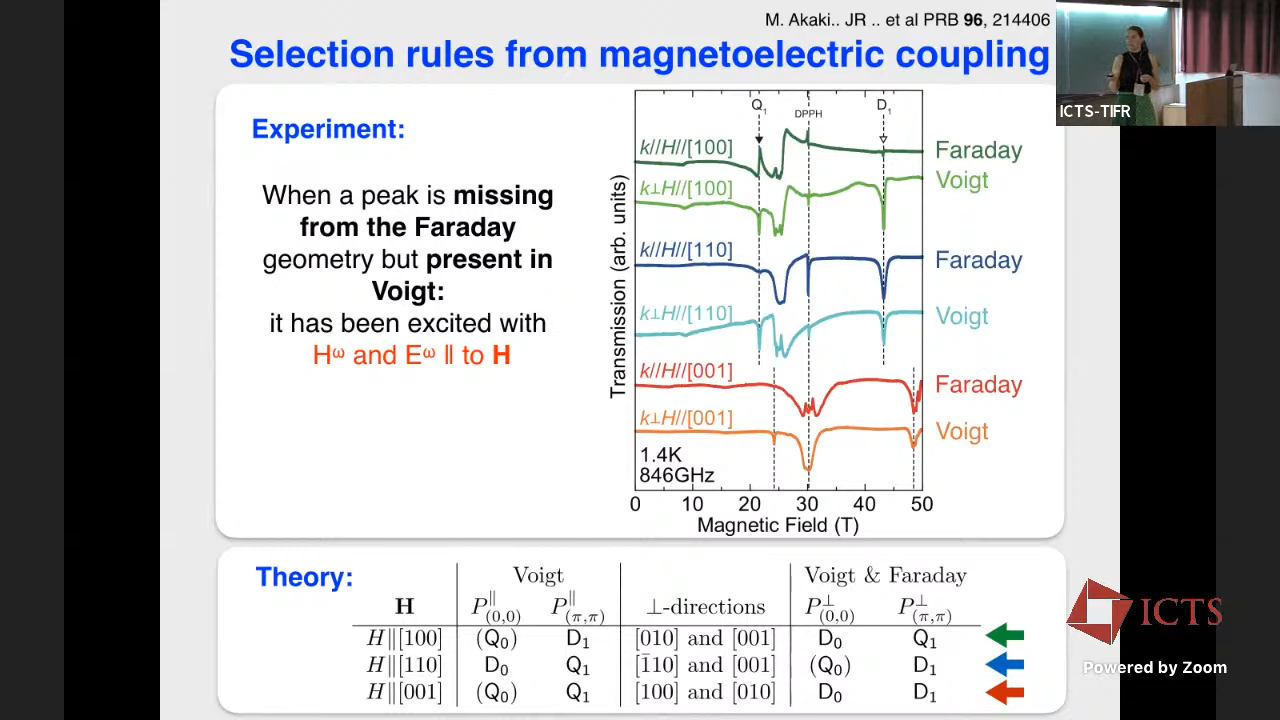 M. Akaki.. JR .. et al PRB 96, 214406
Selection rules from magnetoelectric coupling
ICTS-TIFR
Experiment:
When a peak is missing
from the Faraday
geometry but present in
Voigt:
it has been excited with
Hω and Eω || to H
Q1 DPPH D1
k//H//[100] Faraday
k⊥H//[100] Voigt
k//H//[110] Faraday
k⊥H//[110] Voigt
k//H//[001] Faraday
k⊥H//[001] Voigt
1.4K
846GHz
Transmission (arb. units)
0 10 20 30 40 50
Magnetic Field (T)
Theory:
Voigt Voigt & Faraday
H P∥(0,0) P∥(π,π) ⊥-directions P⊥(0,0) P⊥(π,π)
H∥[100] (Q0) D1 [010] and [001] D0 Q1
H∥[110] D0 Q1 [1̄10] and [001] (Q0) D1
H∥[001] (Q0) Q1 [100] and [010] D0 D1
ICTS
Powered by Zoom